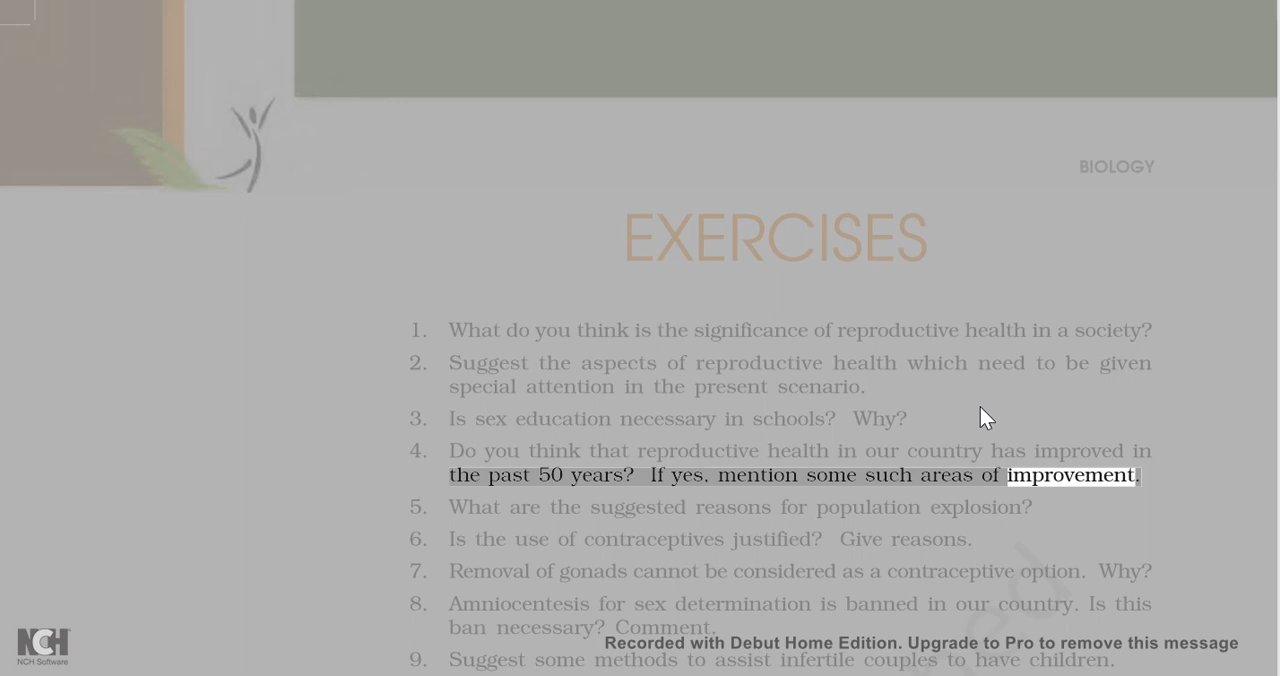 BIOLOGY
EXERCISES
1. What do you think is the significance of reproductive health in a society?
2. Suggest the aspects of reproductive health which need to be given
special attention in the present scenario.
3. Is sex education necessary in schools? Why?
4. Do you think that reproductive health in our country has improved in
the past 50 years? If yes, mention some such areas of improvement.
5. What are the suggested reasons for population explosion?
6. Is the use of contraceptives justified? Give reasons.
7. Removal of gonads cannot be considered as a contraceptive option. Why?
8. Amniocentesis for sex determination is banned in our country. Is this
ban necessary? Comment.
Recorded with Debut Home Edition. Upgrade to Pro to remove this message
9. Suggest some methods to assist infertile couples to have children.
NCH
NCH Software